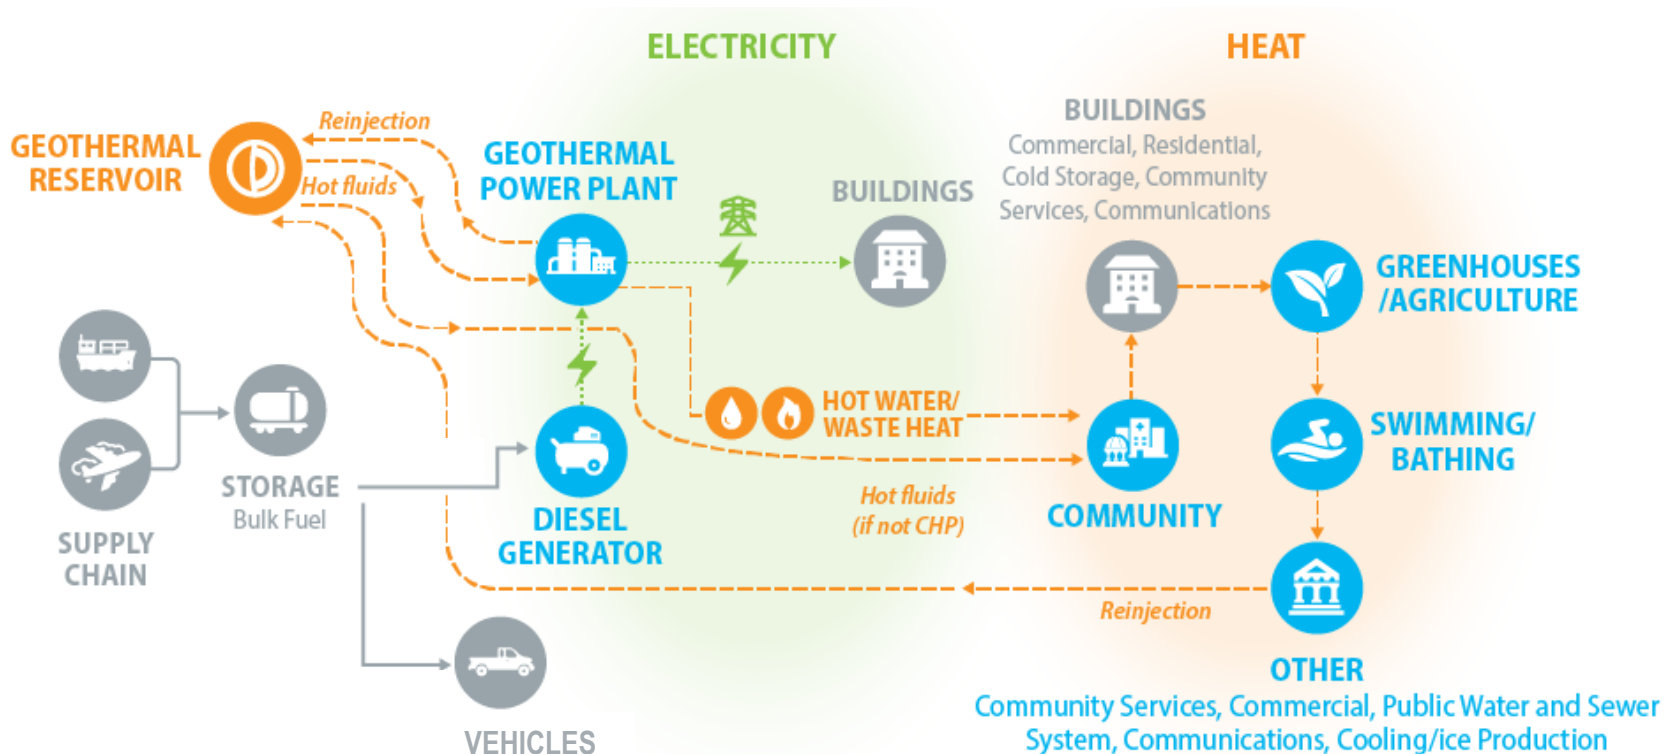 ELECTRICITY
HEAT
GEOTHERMAL
RESERVOIR
Reinjection
Hot fluids
GEOTHERMAL
POWER PLANT
BUILDINGS
BUILDINGS
Commercial, Residential,
Cold Storage, Community
Services, Communications
GREENHOUSES
/AGRICULTURE
HOT WATER/
WASTE HEAT
SWIMMING/
BATHING
STORAGE
Bulk Fuel
SUPPLY
CHAIN
DIESEL
GENERATOR
Hot fluids
(if not CHP)
COMMUNITY
Reinjection
VEHICLES
OTHER
Community Services, Commercial, Public Water and Sewer
System, Communications, Cooling/ice Production